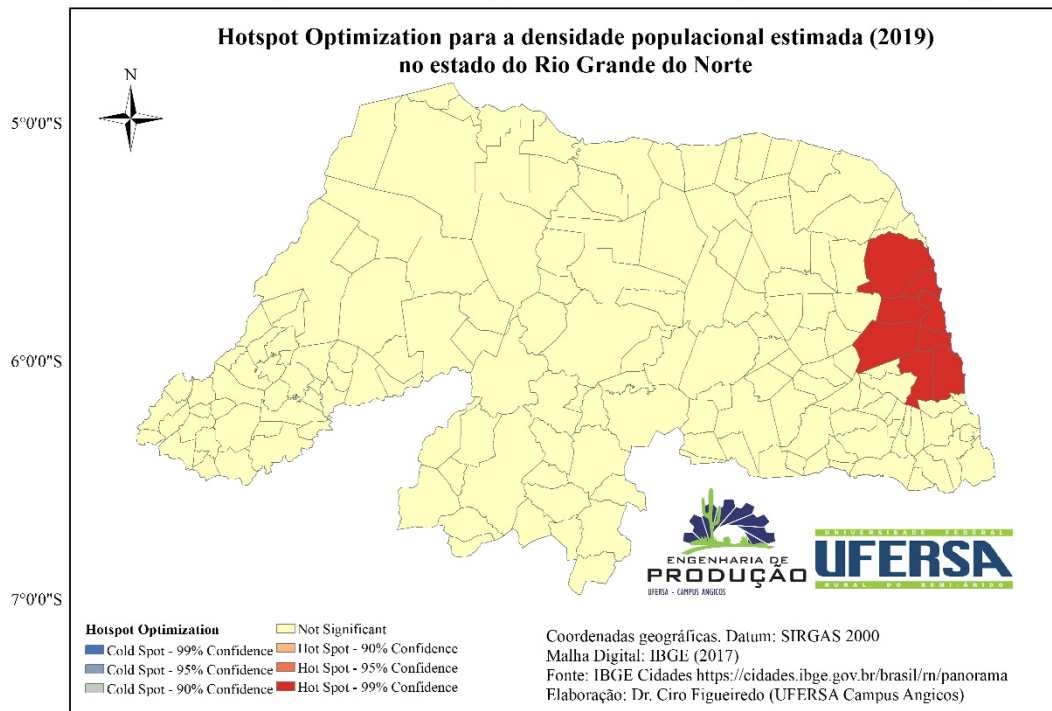 Hotspot Optimization para a densidade populacional estimada (2019)
no estado do Rio Grande do Norte
N
5°0'0"S
6°0'0"S
7°0'0"S
ENGENHARIA DE
PRODUÇÃO
UFERSA - CAMPUS ANGICOS
UNIVERSIDADE FEDERAL
UFERSA
RURAL DO SEMI-ÁRIDO
Hotspot Optimization
Cold Spot - 99% Confidence
Cold Spot - 95% Confidence
Cold Spot - 90% Confidence
Not Significant
Hot Spot - 90% Confidence
Hot Spot - 95% Confidence
Hot Spot - 99% Confidence
Coordenadas geográficas. Datum: SIRGAS 2000
Malha Digital: IBGE (2017)
Fonte: IBGE Cidades https://cidades.ibge.gov.br/brasil/rn/panorama
Elaboração: Dr. Ciro Figueiredo (UFERSA Campus Angicos)